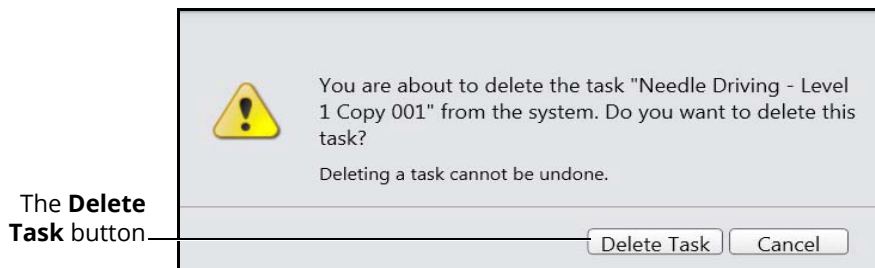 You are about to delete the task "Needle Driving - Level
1 Copy 001" from the system. Do you want to delete this
task?
Deleting a task cannot be undone.
The Delete
Task button
Delete Task
Cancel